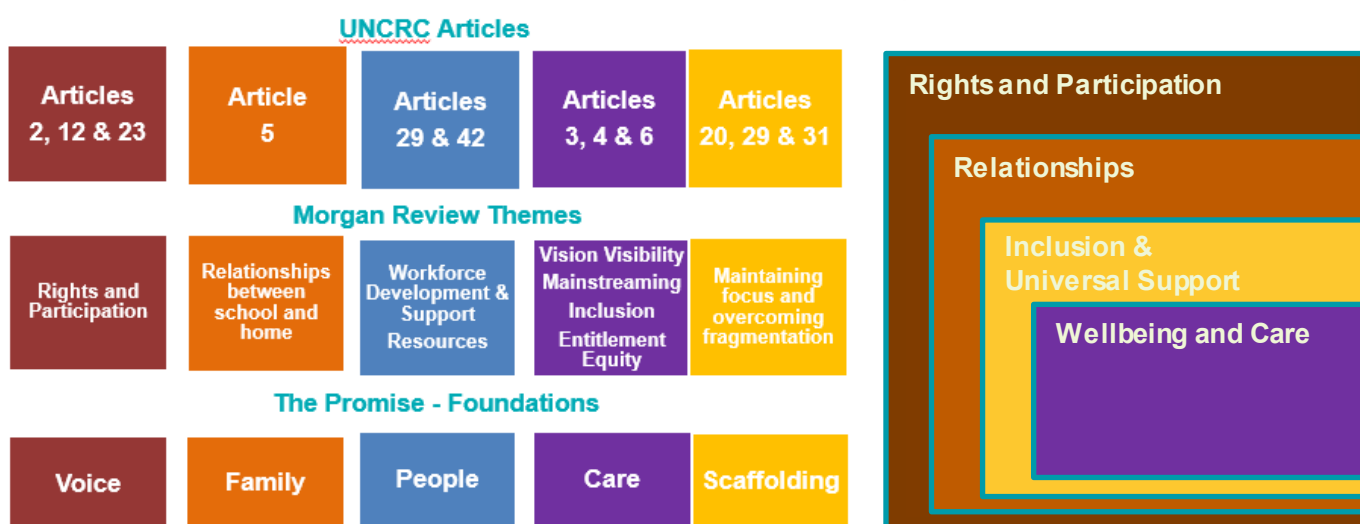 UNCRC Articles
Articles
2, 12 & 23
Article
5
Articles
29 & 42
Articles
3, 4 & 6
Articles
20, 29 & 31
Morgan Review Themes
Rights and
Participation
Relationships
between
school and
home
Workforce
Development &
Support
Resources
Vision Visibility
Mainstreaming
Inclusion
Entitlement
Equity
Maintaining
focus and
overcoming
fragmentation
The Promise - Foundations
Voice
Family
People
Care
Scaffolding
Rights and Participation
Relationships
Inclusion &
Universal Support
Wellbeing and Care